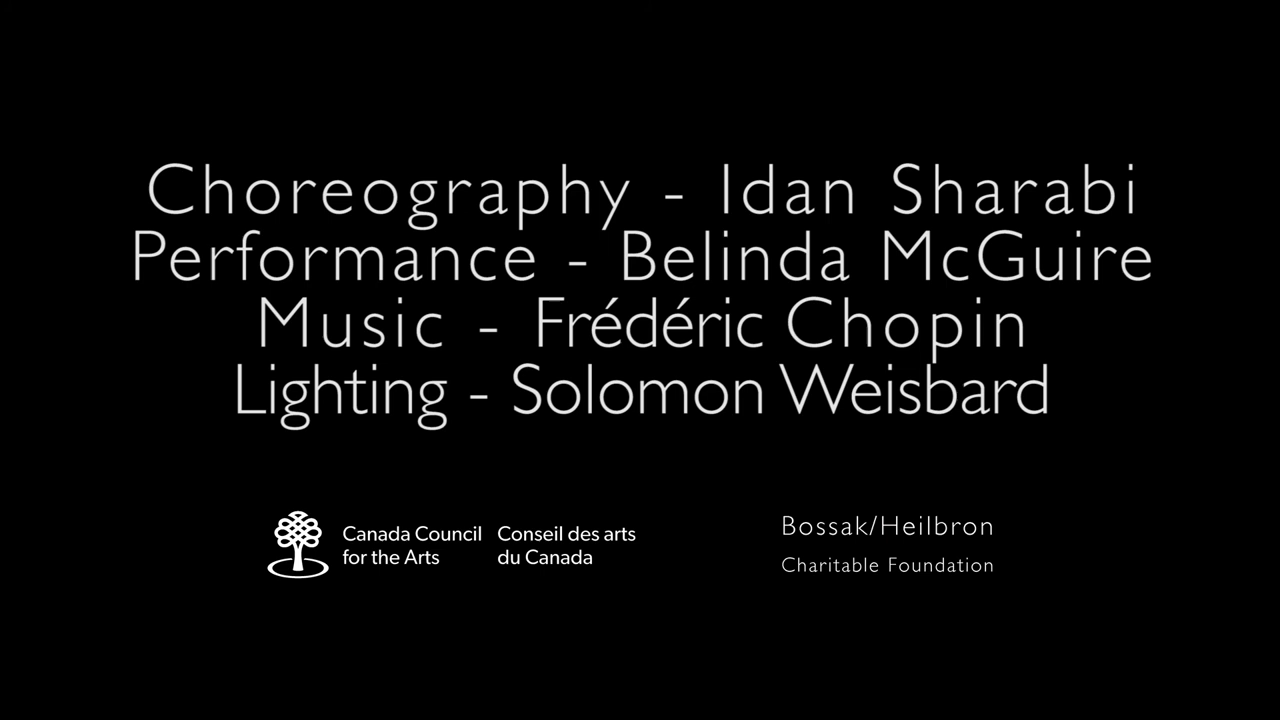 Choreography - Idan Sharabi
Performance - Belinda McGuire
Music - Frédéric Chopin
Lighting - Solomon Weisbard
Canada Council for the Arts
Conseil des arts du Canada
Bossak/Heilbron
Charitable Foundation